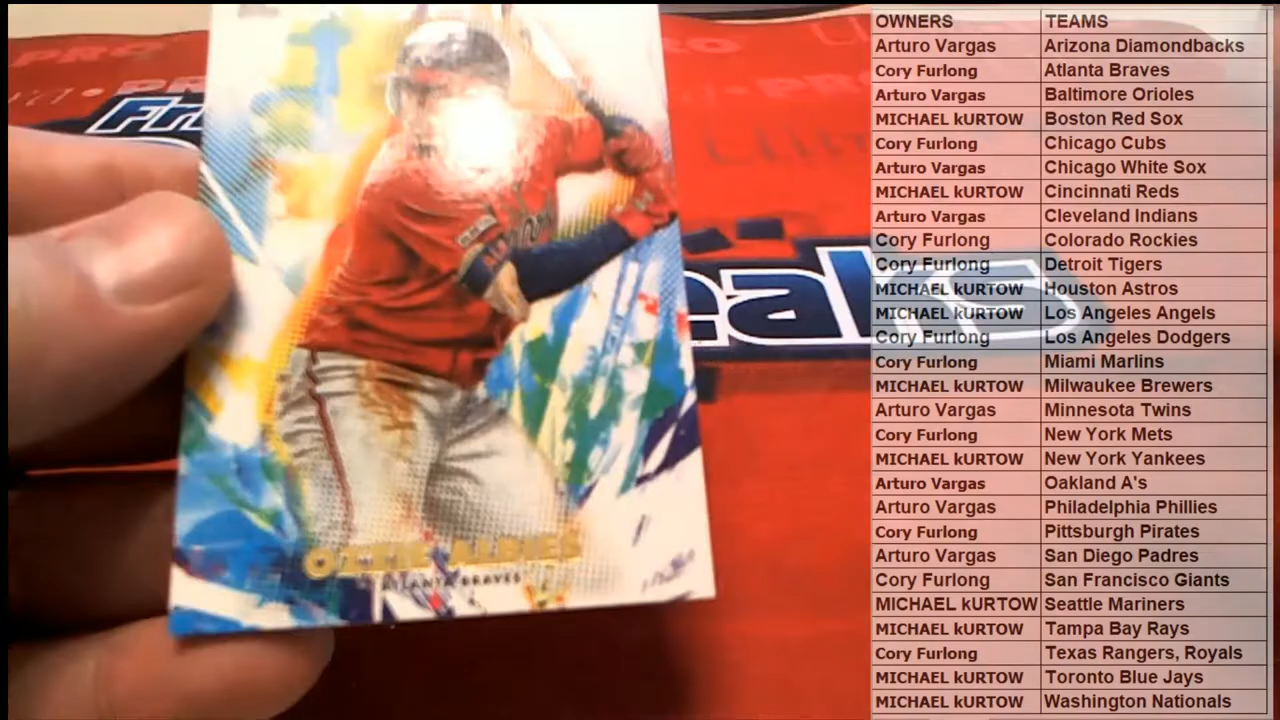 PRO
PRO
PRO
Fr
eaks
OZZIE ALBIES
ATLANTA BRAVES
OWNERS TEAMS
Arturo Vargas Arizona Diamondbacks
Cory Furlong Atlanta Braves
Arturo Vargas Baltimore Orioles
MICHAEL kURTOW Boston Red Sox
Cory Furlong Chicago Cubs
Arturo Vargas Chicago White Sox
MICHAEL kURTOW Cincinnati Reds
Arturo Vargas Cleveland Indians
Cory Furlong Colorado Rockies
Cory Furlong Detroit Tigers
MICHAEL kURTOW Houston Astros
MICHAEL kURTOW Los Angeles Angels
Cory Furlong Los Angeles Dodgers
Cory Furlong Miami Marlins
MICHAEL kURTOW Milwaukee Brewers
Arturo Vargas Minnesota Twins
Cory Furlong New York Mets
MICHAEL kURTOW New York Yankees
Arturo Vargas Oakland A's
Arturo Vargas Philadelphia Phillies
Cory Furlong Pittsburgh Pirates
Arturo Vargas San Diego Padres
Cory Furlong San Francisco Giants
MICHAEL kURTOW Seattle Mariners
MICHAEL kURTOW Tampa Bay Rays
Cory Furlong Texas Rangers, Royals
MICHAEL kURTOW Toronto Blue Jays
MICHAEL kURTOW Washington Nationals